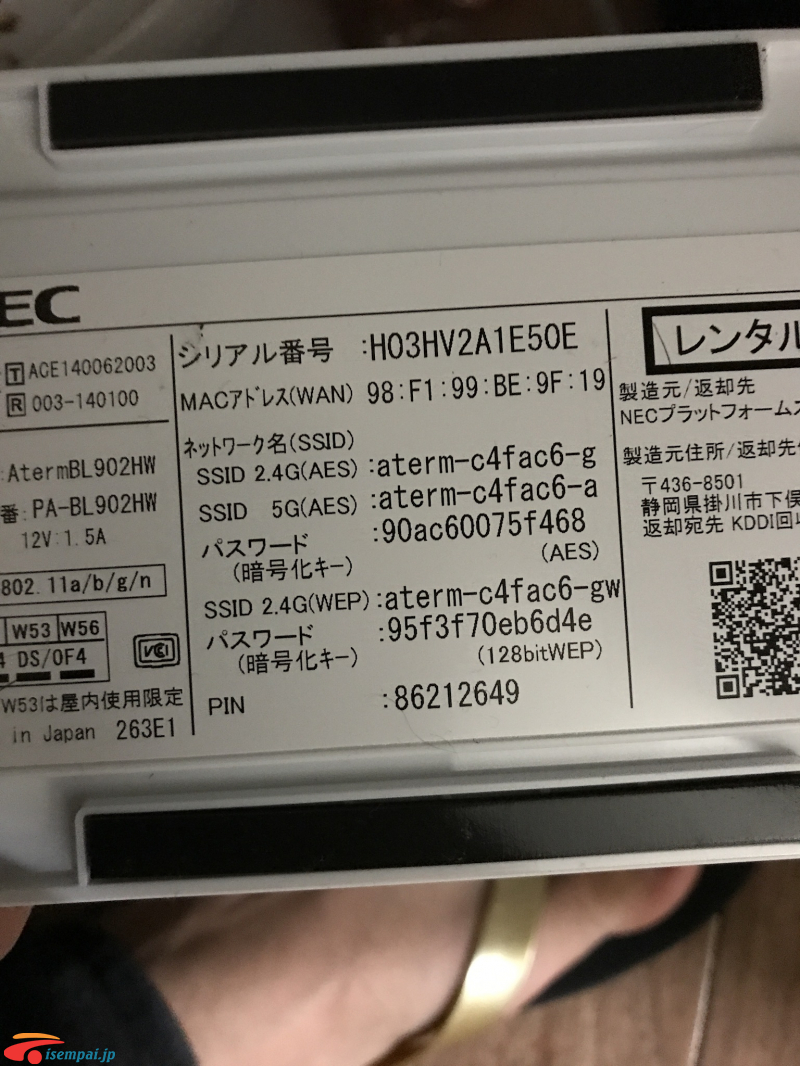 EC
T ACE140062003
R 003-140100
:AtermBL902HW
番:PA-BL902HW
12V:1.5A
802.11a/b/g/n
W53 W56
4 DS/OF4
VCCI
W53は屋内使用限定
in Japan 263E1
シリアル番号 :H03HV2A1E50E
MACアドレス(WAN) 98:F1:99:BE:9F:19
ネットワーク名(SSID)
SSID 2.4G(AES) :aterm-c4fac6-g
SSID 5G(AES) :aterm-c4fac6-a
パスワード :90ac60075f468
(暗号化キー) (AES)
SSID 2.4G(WEP) :aterm-c4fac6-gw
パスワード :95f3f70eb6d4e
(暗号化キー) (128bitWEP)
PIN :86212649
レンタル
製造元/返却先
NECプラットフォームズ
製造元住所/返却先
〒436-8501
静岡県掛川市下俣
返却宛先 KDDI回収
isempai.jp